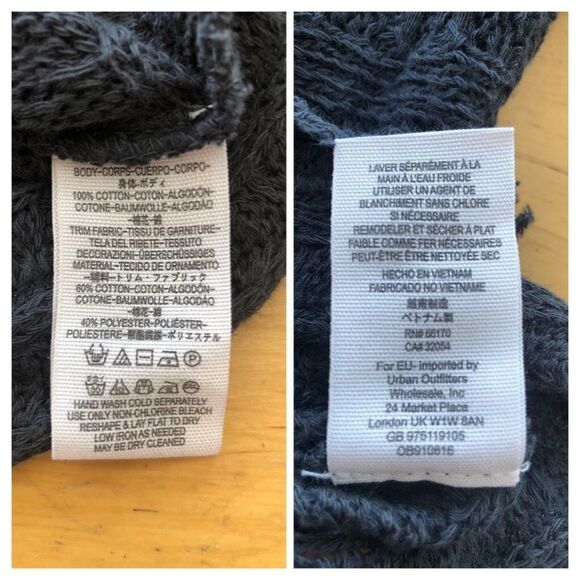 BODY-CORPS-CUERPO-CORPO-
身体-ボディ
100% COTTON-COTON-ALGODÓN-
COTONE-BAUMWOLLE-ALGODÃO
-棉花-綿
TRIM FABRIC-TISSU DE GARNITURE-
TELA DEL RIBETE-TESSUTO
DECORAZIONI-ÜBERSCHÜSSIGES
MATERIAL-TECIDO DE ORNAMENTO
-辅料-トリム・ファブリック
60% COTTON-COTON-ALGODÓN-
COTONE-BAUMWOLLE-ALGODÃO
-棉花-綿
40% POLYESTER-POLIÉSTER-
POLIESTERE-聚酯纖維-ポリエステル
HAND WASH COLD SEPARATELY
USE ONLY NON-CHLORINE BLEACH
RESHAPE & LAY FLAT TO DRY
LOW IRON AS NEEDED
MAY BE DRY CLEANED
LAVER SÉPARÉMENT À LA
MAIN À L'EAU FROIDE
UTILISER UN AGENT DE
BLANCHIMENT SANS CHLORE
SI NÉCESSAIRE
REMODELER ET SÉCHER À PLAT
FAIBLE COMME FER NÉCESSAIRES
PEUT-ÊTRE ÊTRE NETTOYÉE SEC
HECHO EN VIETNAM
FABRICADO NO VIETNAME
越南制造
ベトナム製
RN# 66170
CA# 32054
For EU- imported by
Urban Outfitters
Wholesale, Inc
24 Market Place
London UK W1W 8AN
GB 975119105
OB910816